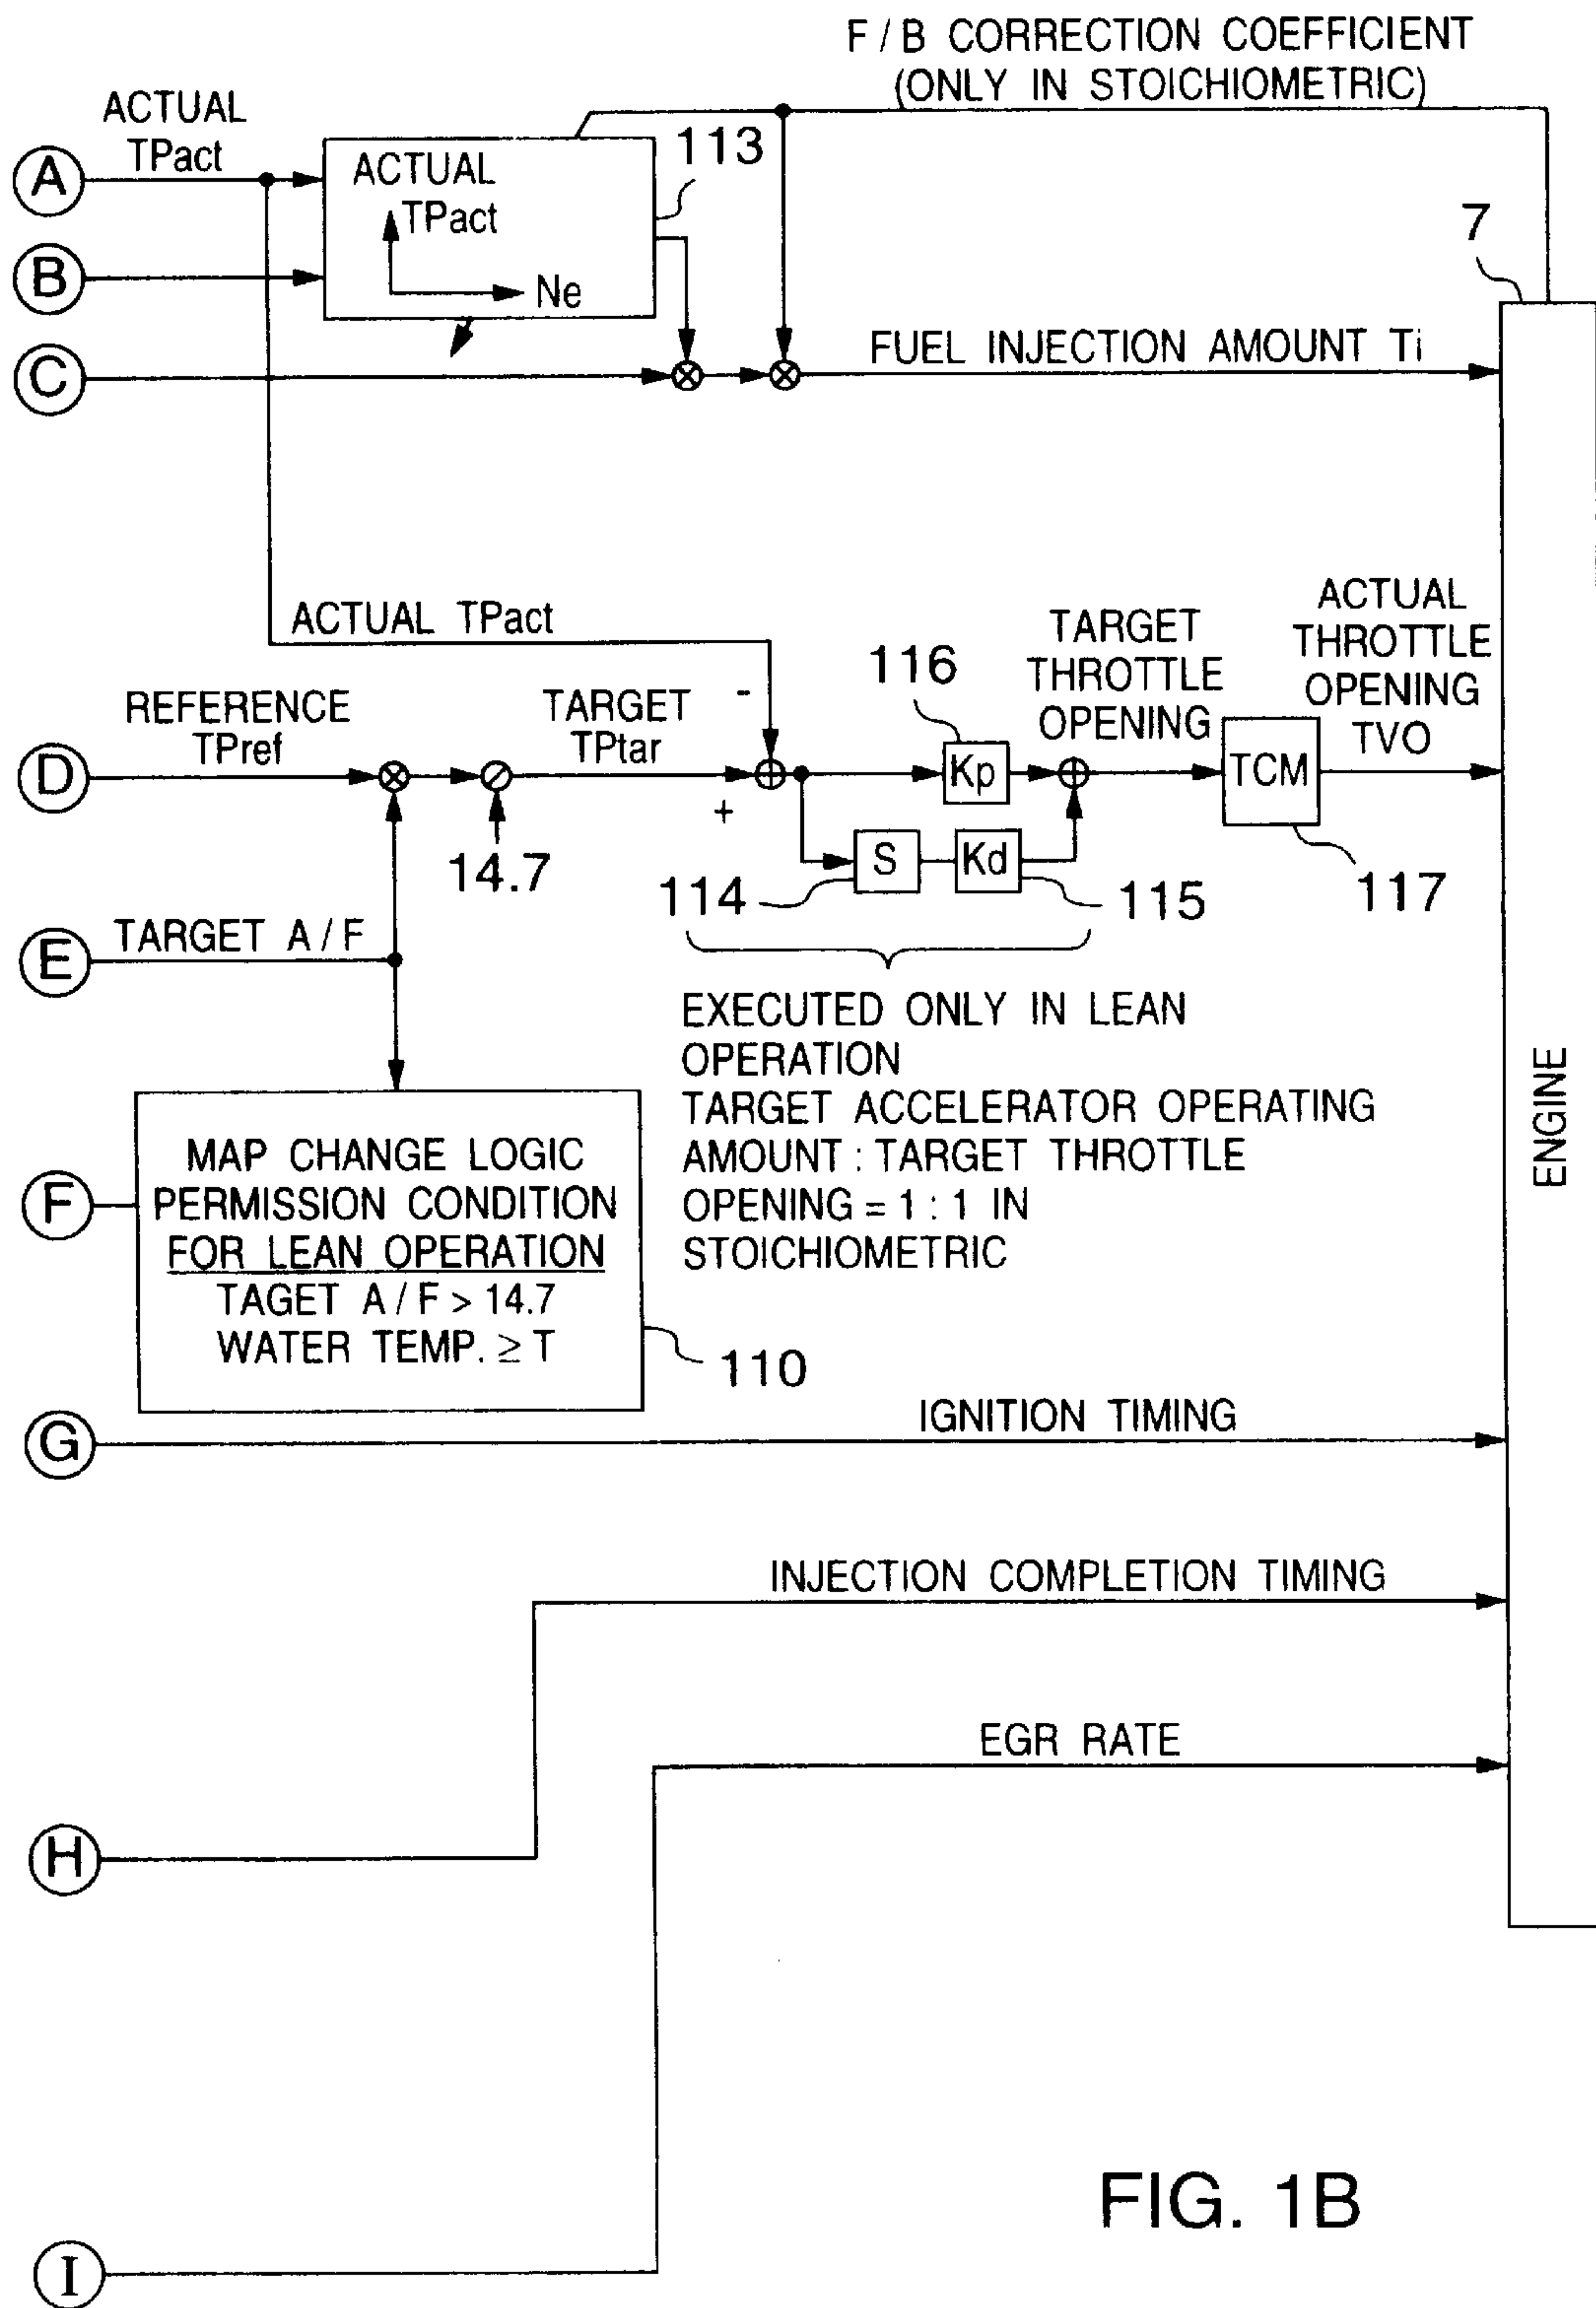 F / B CORRECTION COEFFICIENT
(ONLY IN STOICHIOMETRIC)
ACTUAL
TPact
A
ACTUAL
TPact
Ne
113
B
7
C
FUEL INJECTION AMOUNT Ti
ACTUAL TPact
ACTUAL
THROTTLE
OPENING
TVO
TARGET
THROTTLE
OPENING
116
REFERENCE
TPref
TARGET
TPtar
-
D
Kp
TCM
+
14.7
S
Kd
114
115
117
E
TARGET A / F
EXECUTED ONLY IN LEAN
OPERATION
TARGET ACCELERATOR OPERATING
AMOUNT : TARGET THROTTLE
OPENING = 1 : 1 IN
STOICHIOMETRIC
ENGINE
F
MAP CHANGE LOGIC
PERMISSION CONDITION
FOR LEAN OPERATION
TAGET A / F > 14.7
WATER TEMP. ≥ T
110
G
IGNITION TIMING
INJECTION COMPLETION TIMING
EGR RATE
H
I
FIG. 1B